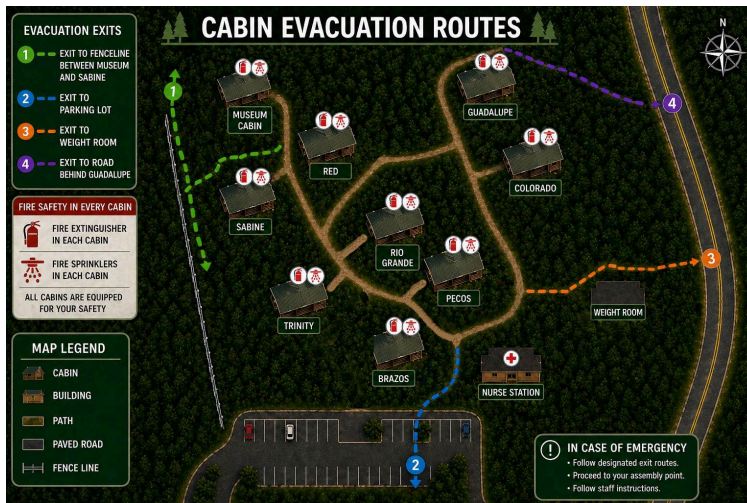 CABIN EVACUATION ROUTES
EVACUATION EXITS
1
EXIT TO FENCELINE
BETWEEN MUSEUM
AND SABINE
2
EXIT TO
PARKING LOT
3
EXIT TO
WEIGHT ROOM
4
EXIT TO ROAD
BEHIND GUADALUPE
FIRE SAFETY IN EVERY CABIN
FIRE EXTINGUISHER
IN EACH CABIN
FIRE SPRINKLERS
IN EACH CABIN
ALL CABINS ARE EQUIPPED
FOR YOUR SAFETY
MAP LEGEND
CABIN
BUILDING
PATH
PAVED ROAD
FENCE LINE
N
1
MUSEUM
CABIN
GUADALUPE
4
RED
COLORADO
SABINE
RIO
GRANDE
3
PECOS
WEIGHT ROOM
TRINITY
BRAZOS
NURSE STATION
2
! IN CASE OF EMERGENCY
• Follow designated exit routes.
• Proceed to your assembly point.
• Follow staff instructions.